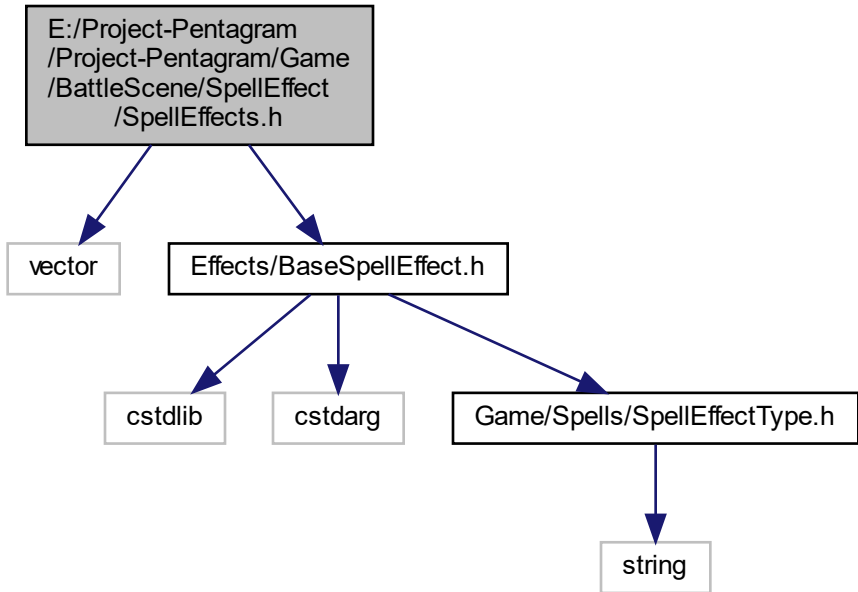 E:/Project-Pentagram
/Project-Pentagram/Game
/BattleScene/SpellEffect
/SpellEffects.h
vector
Effects/BaseSpellEffect.h
cstdlib
cstdarg
Game/Spells/SpellEffectType.h
string